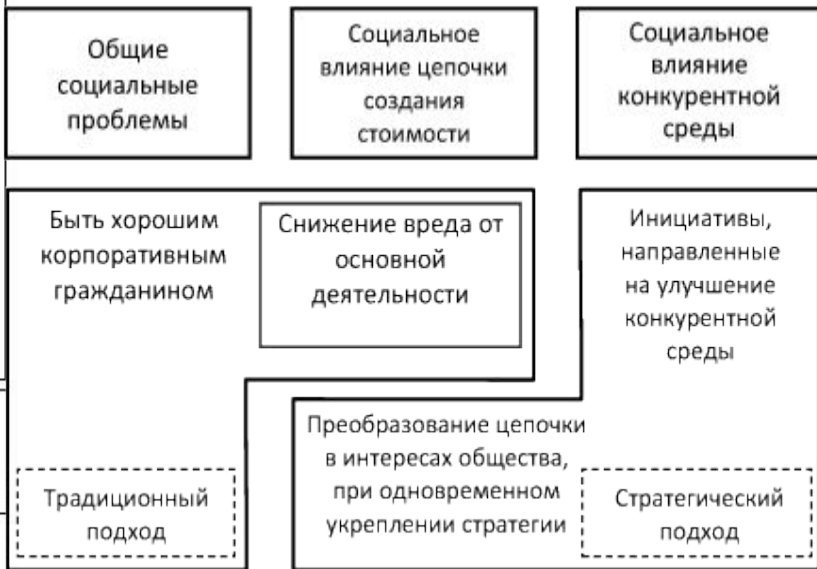 Общие
социальные
проблемы
Социальное
влияние цепочки
создания
стоимости
Социальное
влияние
конкурентной
среды
Быть хорошим
корпоративным
гражданином
Снижение вреда от
основной
деятельности
Инициативы,
направленные
на улучшение
конкурентной
среды
Преобразование цепочки
в интересах общества,
при одновременном
укреплении стратегии
Традиционный
подход
Стратегический
подход